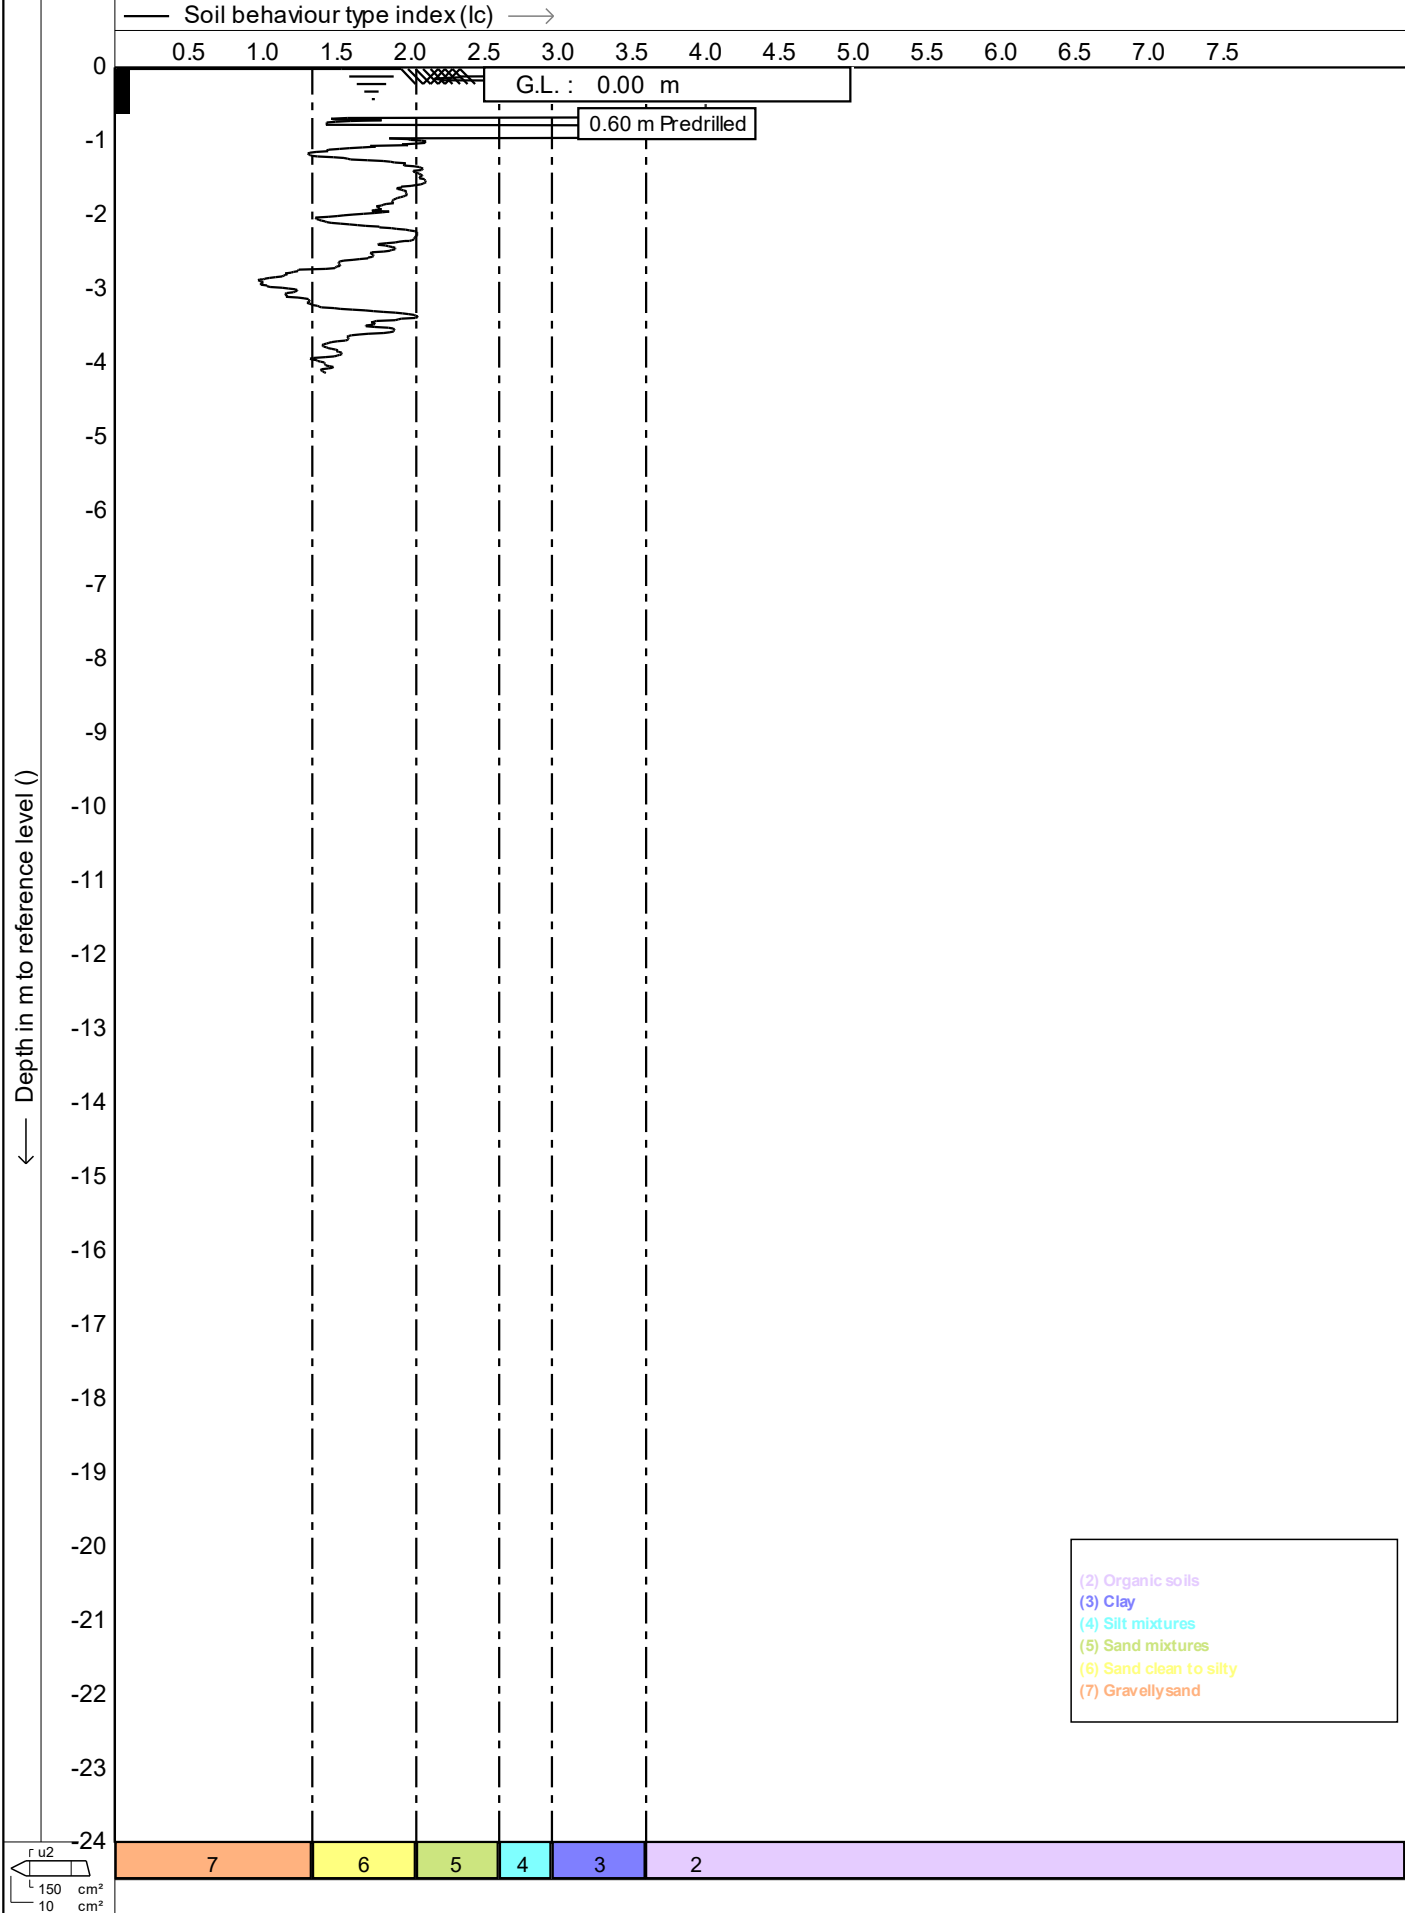 Soil behaviour type index (Ic)
0.5 1.0 1.5 2.0 2.5 3.0 3.5 4.0 4.5 5.0 5.5 6.0 6.5 7.0 7.5
0
G.L. : 0.00 m
0.60 m Predrilled
-1
-2
-3
-4
-5
-6
-7
-8
-9
-10
-11
-12
-13
-14
-15
-16
-17
-18
-19
-20
-21
-22
-23
-24
Depth in m to reference level ()
(2) Organic soils
(3) Clay
(4) Silt mixtures
(5) Sand mixtures
(6) Sand clean to silty
(7) Gravelly sand
7 6 5 4 3 2
u2
150 cm²
10 cm²